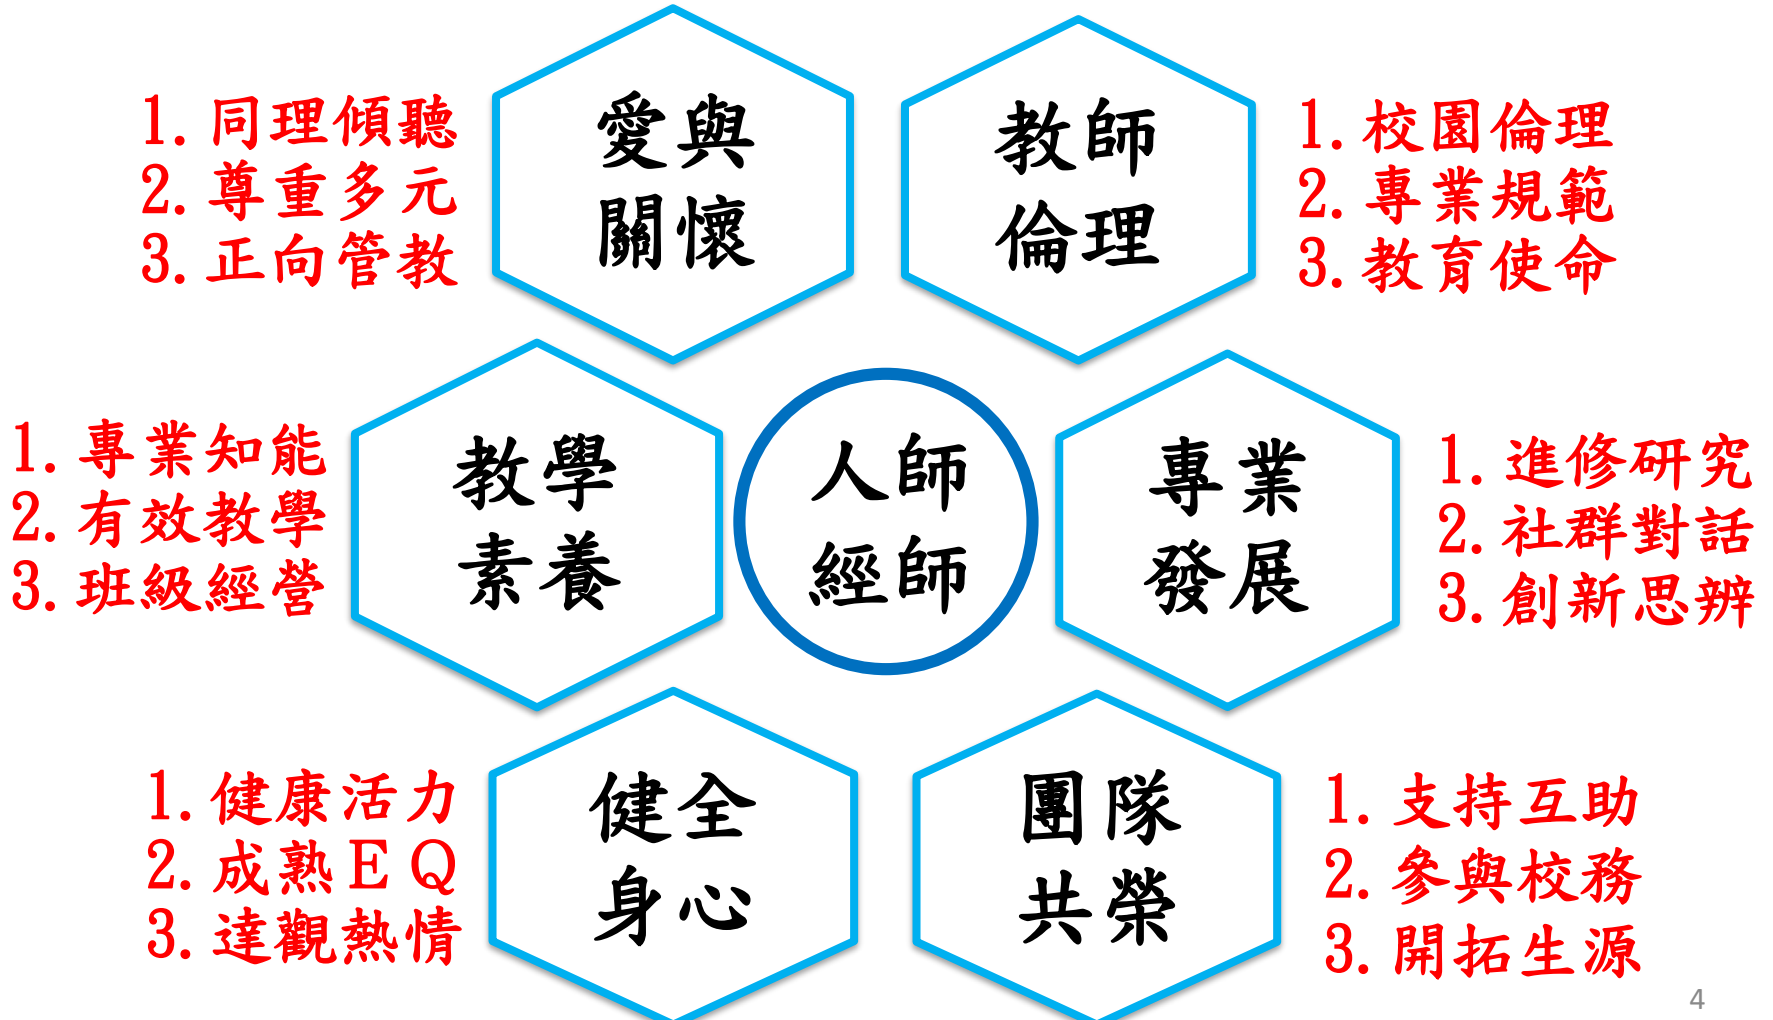 1.同理傾聽
2.尊重多元
3.正向管教
愛與
關懷
教師
倫理
1.校園倫理
2.專業規範
3.教育使命
1.專業知能
2.有效教學
3.班級經營
教學
素養
人師
經師
專業
發展
1.進修研究
2.社群對話
3.創新思辨
1.健康活力
2.成熟ＥＱ
3.達觀熱情
健全
身心
團隊
共榮
1.支持互助
2.參與校務
3.開拓生源
4